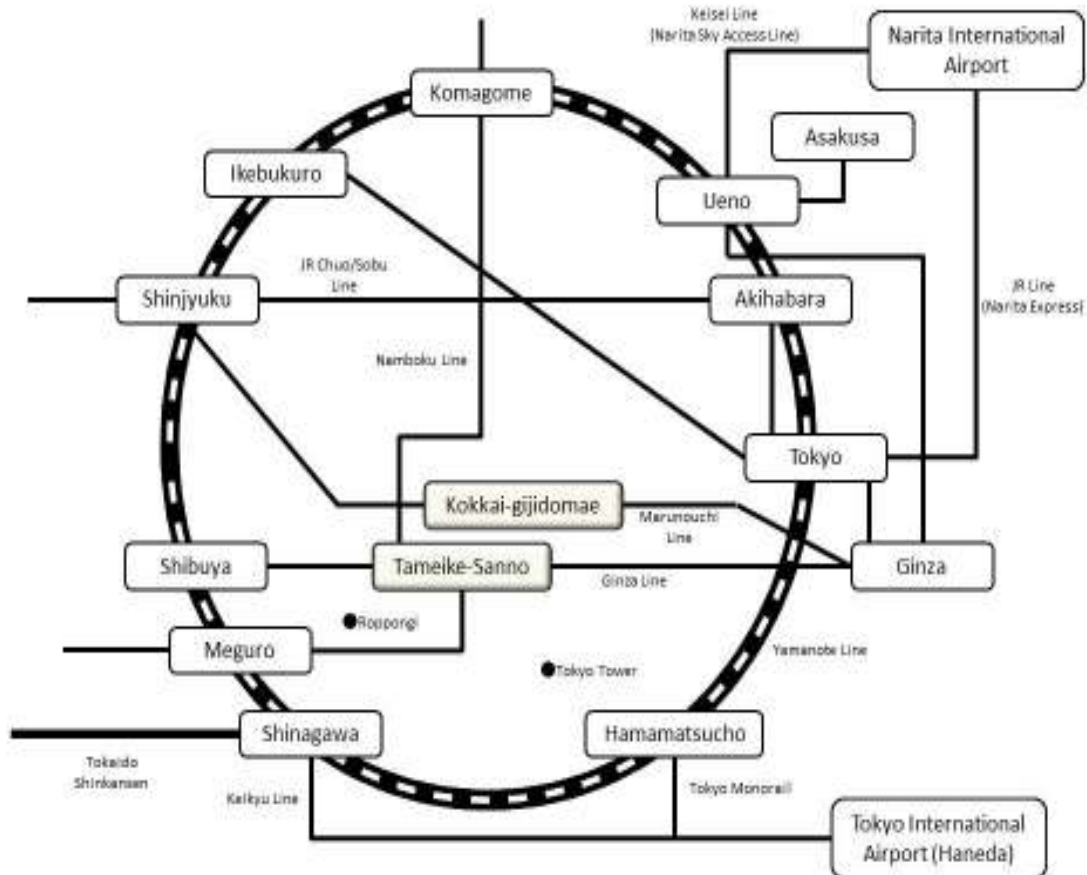 Keisei Line
(Narita Sky Access Line)
Narita International
Airport
Komagome
Asakusa
Ikebukuro
Ueno
JR Chuo/Sobu
Line
JR Line
(Narita Express)
Shinjyuku
Akihabara
Namboku Line
Tokyo
Kokkai-gijidomae
Marunouchi
Line
Shibuya
Tameike-Sanno
Ginza Line
Ginza
Roppongi
Meguro
Tokyo Tower
Yamanote Line
Shinagawa
Hamamatsucho
Tokaido
Shinkansen
Keikyu Line
Tokyo Monoraill
Tokyo International
Airport (Haneda)